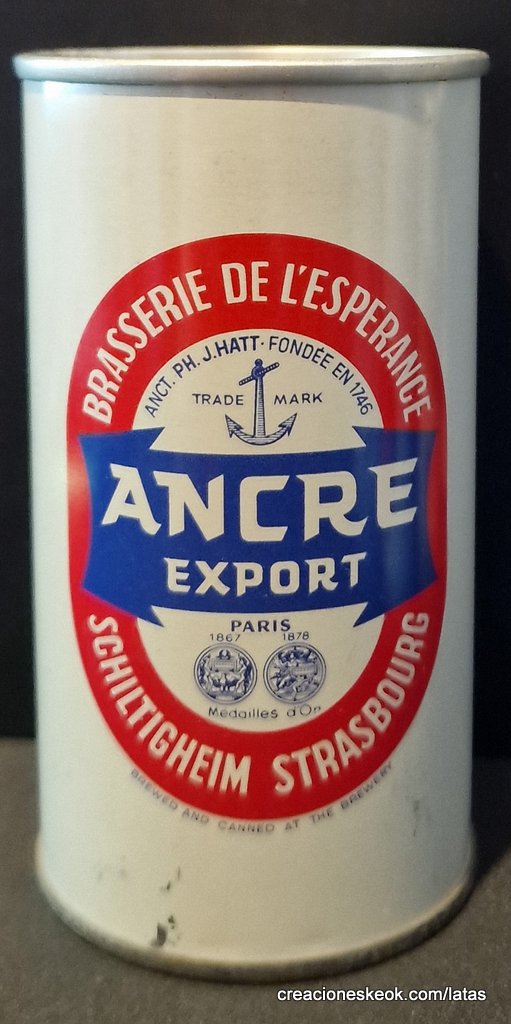 BRASSERIE DE L'ESPERANCE
ANCT. PH. J. HATT · FONDÉE EN 1746
TRADE MARK
ANCRE
EXPORT
PARIS
1867 1878
Médailles d'Or
SCHILTIGHEIM STRASBOURG
BREWED AND CANNED AT THE BREWERY
creacioneskeok.com/latas